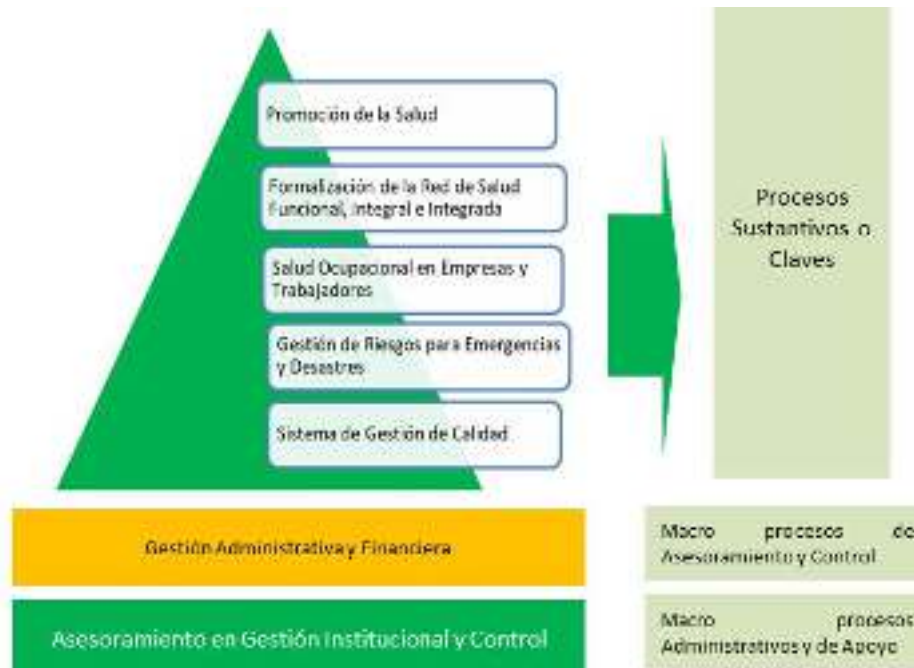 Promoción de la Salud
Formalización de la Red de Salud
Funcional, Integral e Integrada
Salud Ocupacional en Empresas y
Trabajadores
Gestión de Riesgos para Emergencias
y Desastres
Sistema de Gestión de Calidad
Procesos
Sustantivos o
Claves
Gestión Administrativa y Financiera
Macro procesos de
Asesoramiento y Control
Asesoramiento en Gestión Institucional y Control
Macro procesos
Administrativos y de Apoyo